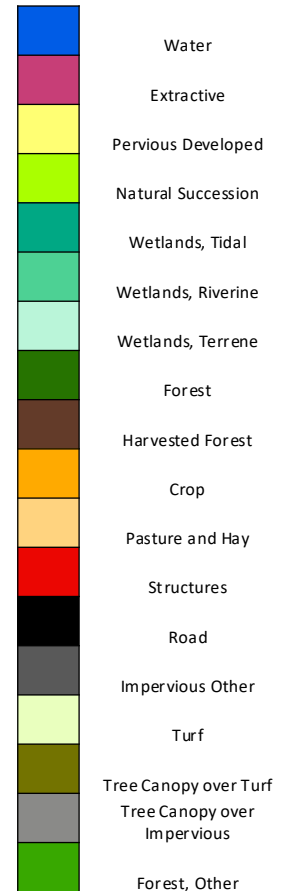 Water
Extractive
Pervious Developed
Natural Succession
Wetlands, Tidal
Wetlands, Riverine
Wetlands, Terrene
Forest
Harvested Forest
Crop
Pasture and Hay
Structures
Road
Impervious Other
Turf
Tree Canopy over Turf
Tree Canopy over
Impervious
Forest, Other